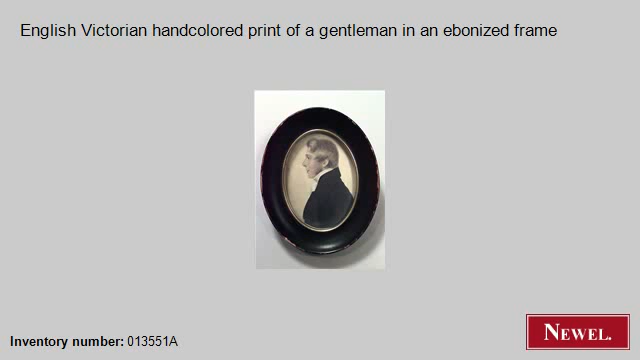 English Victorian handcolored print of a gentleman in an ebonized frame
Inventory number: 013551A
NEWEL.